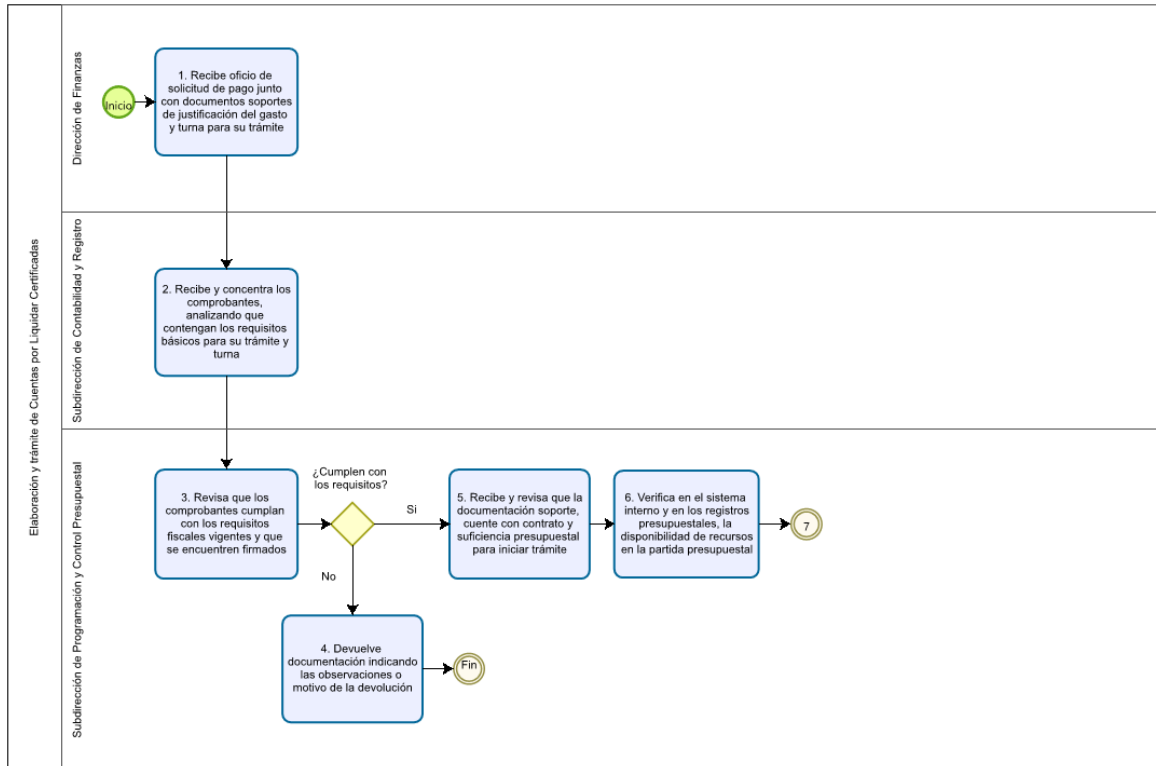 Elaboración y trámite de Cuentas por Liquidar Certificadas
Dirección de Finanzas
Inicio
1. Recibe oficio de
solicitud de pago junto
con documentos soportes
de justificación del gasto
y turna para su trámite
Subdirección de Contabilidad y Registro
2. Recibe y concentra los
comprobantes,
analizando que
contengan los requisitos
básicos para su trámite y
turna
Subdirección de Programación y Control Presupuestal
3. Revisa que los
comprobantes cumplan
con los requisitos
fiscales vigentes y que
se encuentren firmados
¿Cumplen con
los requisitos?
Si
No
5. Recibe y revisa que la
documentación soporte,
cuente con contrato y
suficiencia presupuestal
para iniciar trámite
6. Verifica en el sistema
interno y en los registros
presupuestales, la
disponibilidad de recursos
en la partida presupuestal
7
4. Devuelve
documentación indicando
las observaciones o
motivo de la devolución
Fin